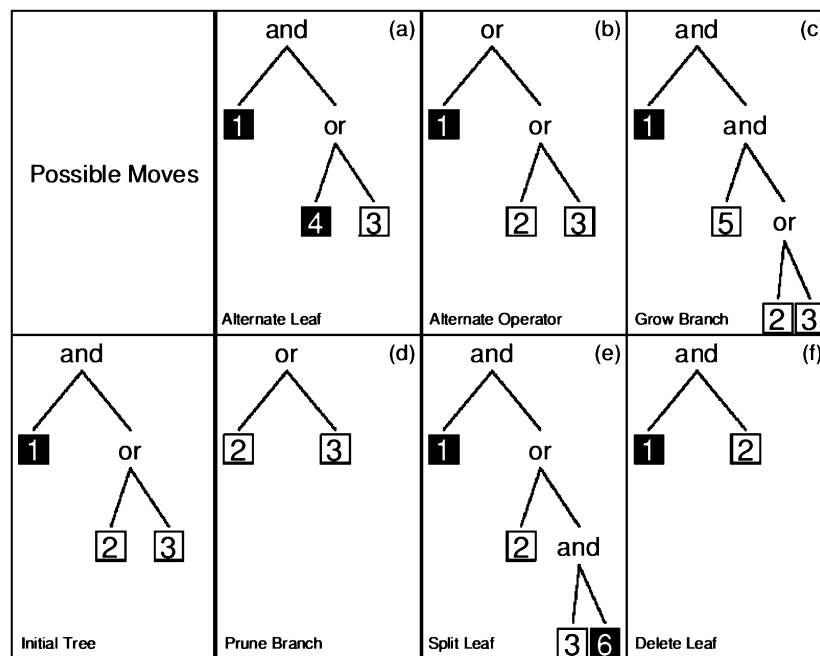 Possible Moves
and (a)
1 or
4 3
Alternate Leaf
or (b)
1 or
2 3
Alternate Operator
and (c
1 and
5 or
2 3
Grow Branch
and
1 or
2 3
Initial Tree
or (d)
2 3
Prune Branch
and (e)
1 or
2 and
3 6
Split Leaf
and (f)
1 2
Delete Leaf